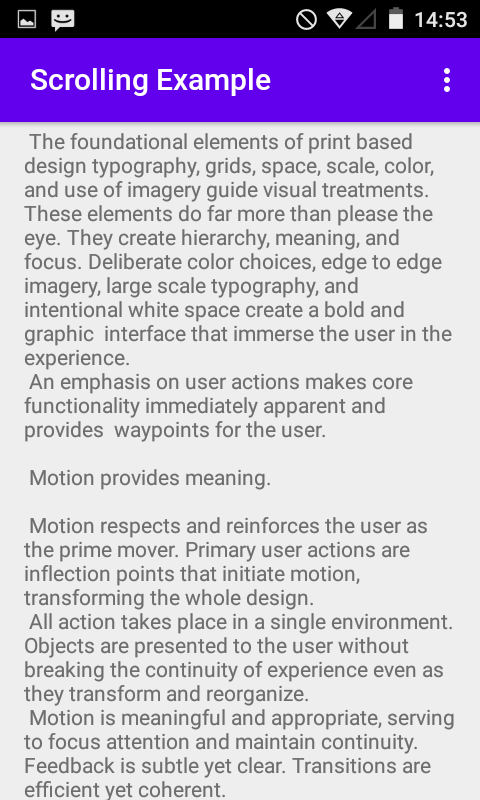 14:53
Scrolling Example
The foundational elements of print based
design typography, grids, space, scale, color,
and use of imagery guide visual treatments.
These elements do far more than please the
eye. They create hierarchy, meaning, and
focus. Deliberate color choices, edge to edge
imagery, large scale typography, and
intentional white space create a bold and
graphic  interface that immerse the user in the
experience.
An emphasis on user actions makes core
functionality immediately apparent and
provides  waypoints for the user.
Motion provides meaning.
Motion respects and reinforces the user as
the prime mover. Primary user actions are
inflection points that initiate motion,
transforming the whole design.
All action takes place in a single environment.
Objects are presented to the user without
breaking the continuity of experience even as
they transform and reorganize.
Motion is meaningful and appropriate, serving
to focus attention and maintain continuity.
Feedback is subtle yet clear. Transitions are
efficient yet coherent.